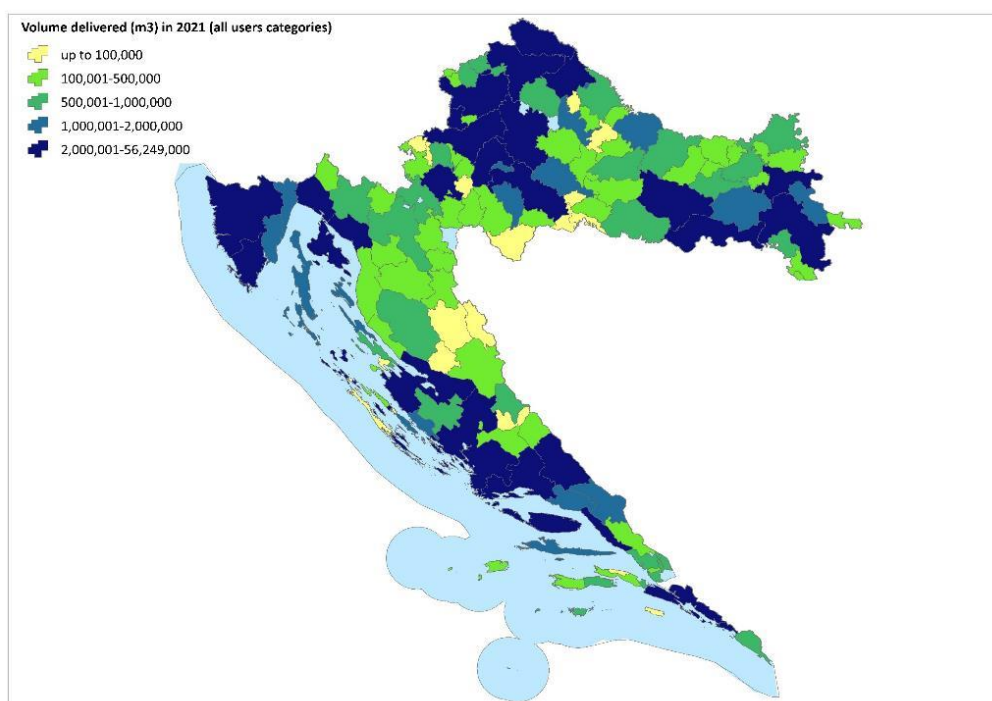 Volume delivered (m3) in 2021 (all users categories)
up to 100,000
100,001-500,000
500,001-1,000,000
1,000,001-2,000,000
2,000,001-56,249,000